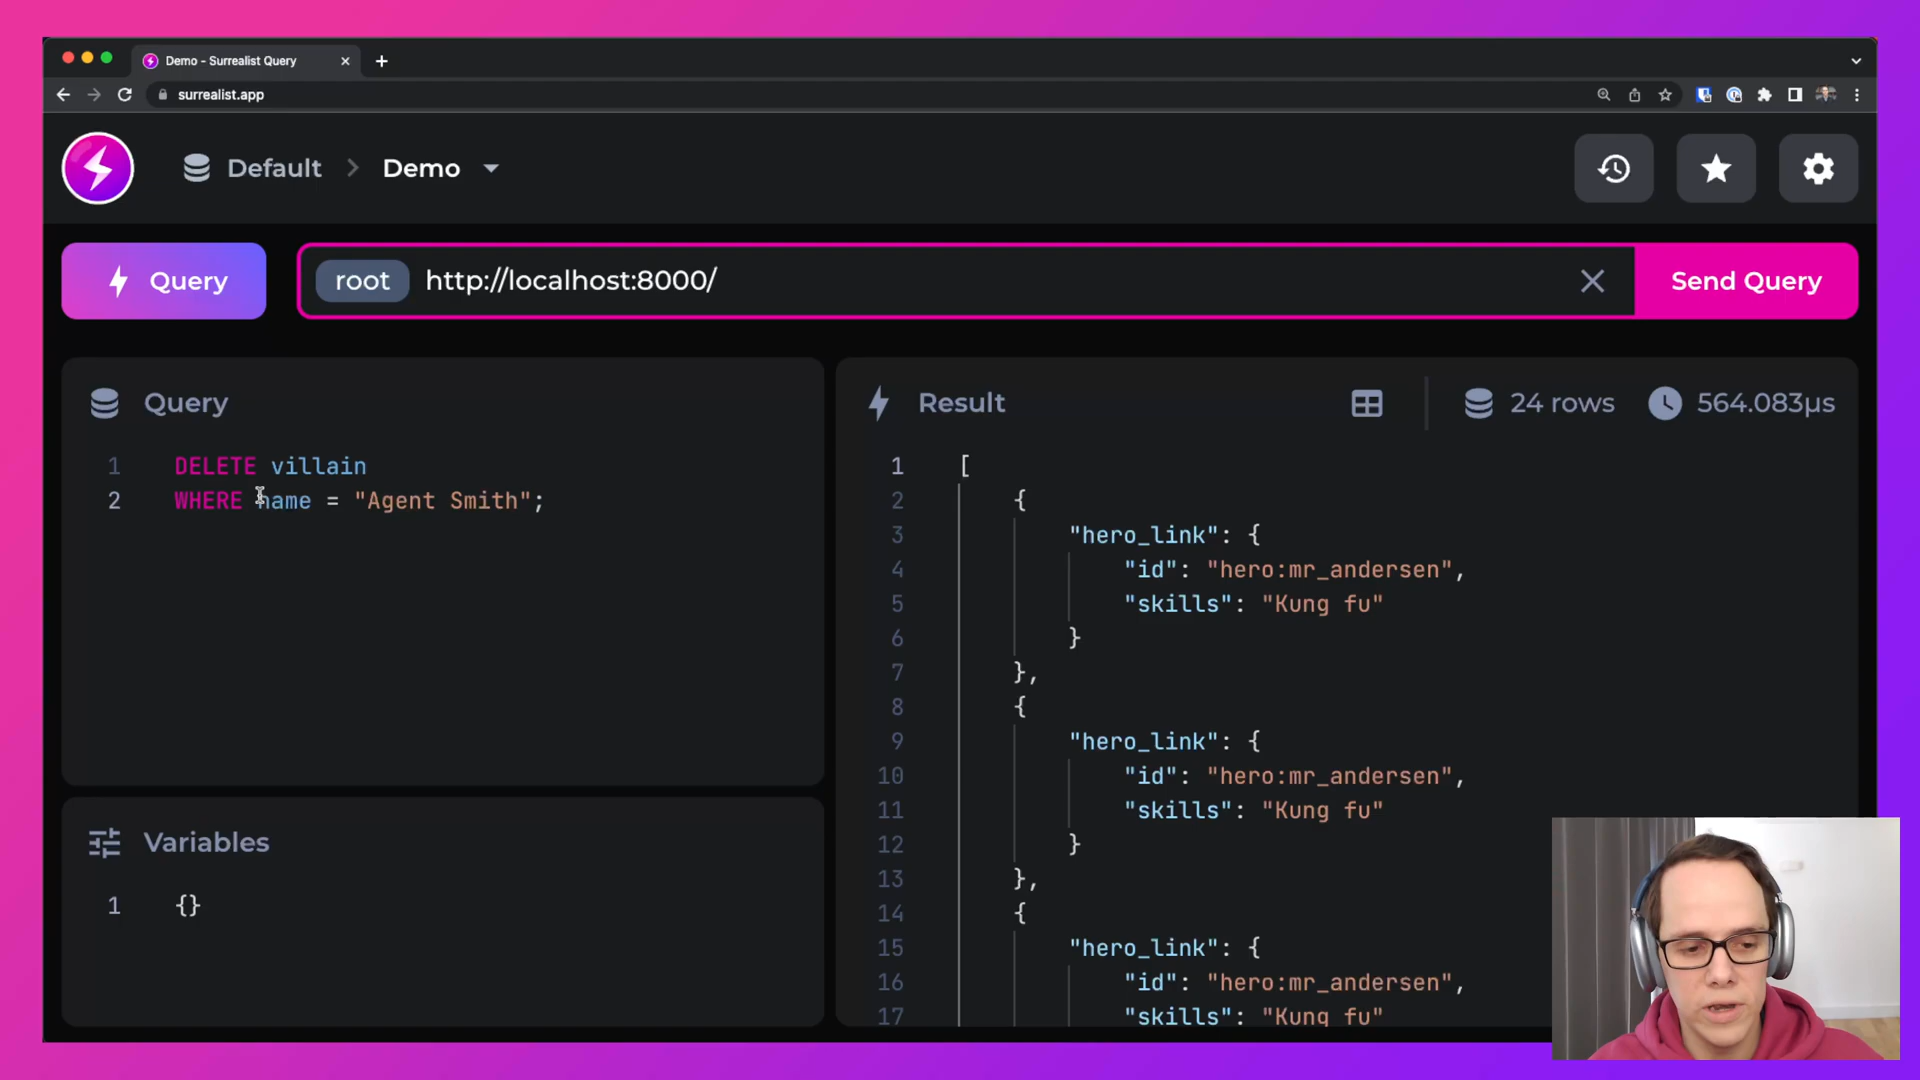 Demo - Surrealist Query
surrealist.app
Default
Demo
Query
root
http://localhost:8000/
Send Query
Query
1 DELETE villain
2 WHERE name = "Agent Smith";
Variables
1 {}
Result
24 rows
564.083µs
1 [
2 {
3 "hero_link": {
4 "id": "hero:mr_andersen",
5 "skills": "Kung fu"
6 }
7 },
8 {
9 "hero_link": {
10 "id": "hero:mr_andersen",
11 "skills": "Kung fu"
12 }
13 },
14 {
15 "hero_link": {
16 "id": "hero:mr_andersen",
17 "skills": "Kung fu"